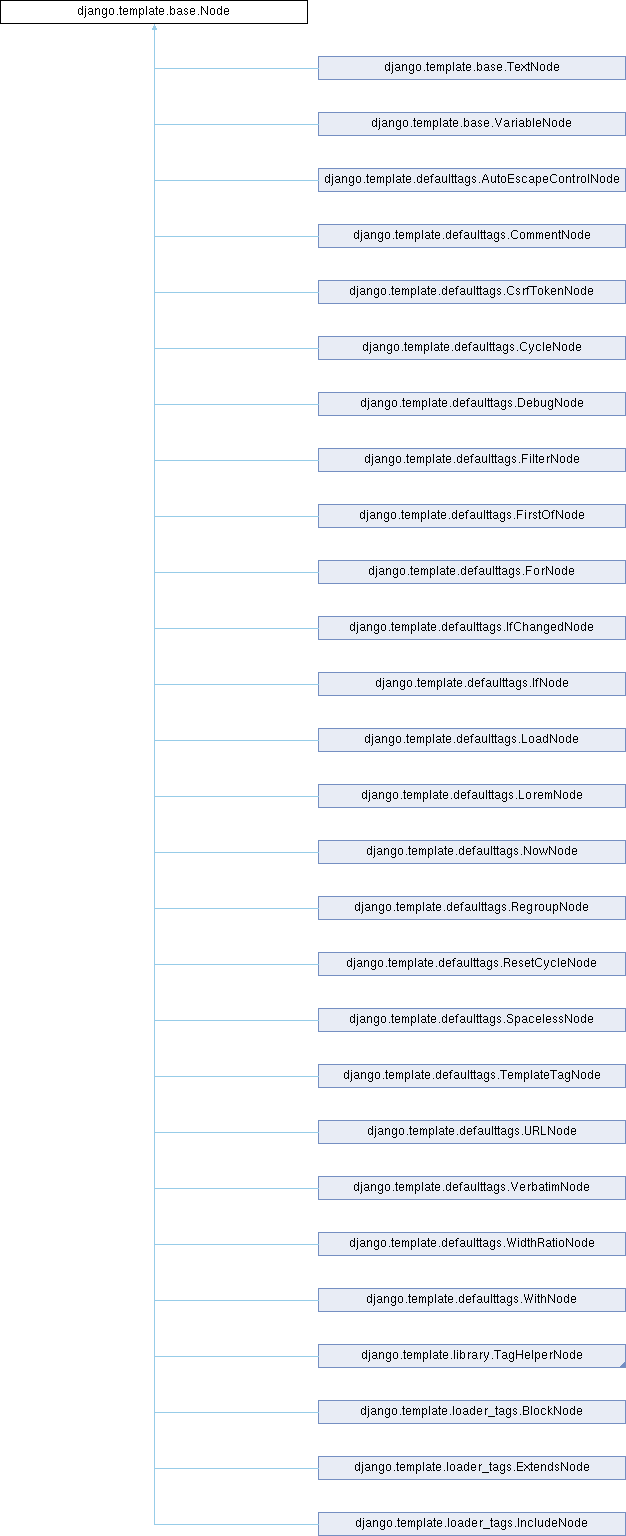 django.template.base.Node
django.template.base.TextNode
django.template.base.VariableNode
django.template.defaulttags.AutoEscapeControlNode
django.template.defaulttags.CommentNode
django.template.defaulttags.CsrfTokenNode
django.template.defaulttags.CycleNode
django.template.defaulttags.DebugNode
django.template.defaulttags.FilterNode
django.template.defaulttags.FirstOfNode
django.template.defaulttags.ForNode
django.template.defaulttags.IfChangedNode
django.template.defaulttags.IfNode
django.template.defaulttags.LoadNode
django.template.defaulttags.LoremNode
django.template.defaulttags.NowNode
django.template.defaulttags.RegroupNode
django.template.defaulttags.ResetCycleNode
django.template.defaulttags.SpacelessNode
django.template.defaulttags.TemplateTagNode
django.template.defaulttags.URLNode
django.template.defaulttags.VerbatimNode
django.template.defaulttags.WidthRatioNode
django.template.defaulttags.WithNode
django.template.library.TagHelperNode
django.template.loader_tags.BlockNode
django.template.loader_tags.ExtendsNode
django.template.loader_tags.IncludeNode